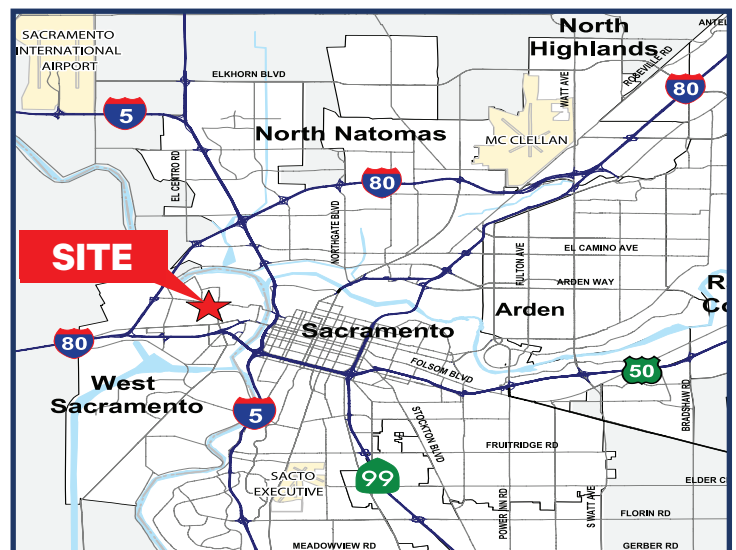 SACRAMENTO
INTERNATIONAL
AIRPORT
North
Highlands
ANTEL
ROSEVILLE RD
ELKHORN BLVD
WATT AVE
80
5
North Natomas
MC CLELLAN
EL CENTRO RD
80
NORTHGATE BLVD
FULTON AVE
EL CAMINO AVE
SITE
ARDEN WAY
R
Co
Arden
Sacramento
80
FOLSOM BLVD
50
West
Sacramento
BRADSHAW RD
5
STOCKTON BLVD
FRUITRIDGE RD
SACTO
EXECUTIVE
99
ELDER C
POWER INN RD
S WATT AVE
FLORIN RD
MEADOWVIEW RD
GERBER RD